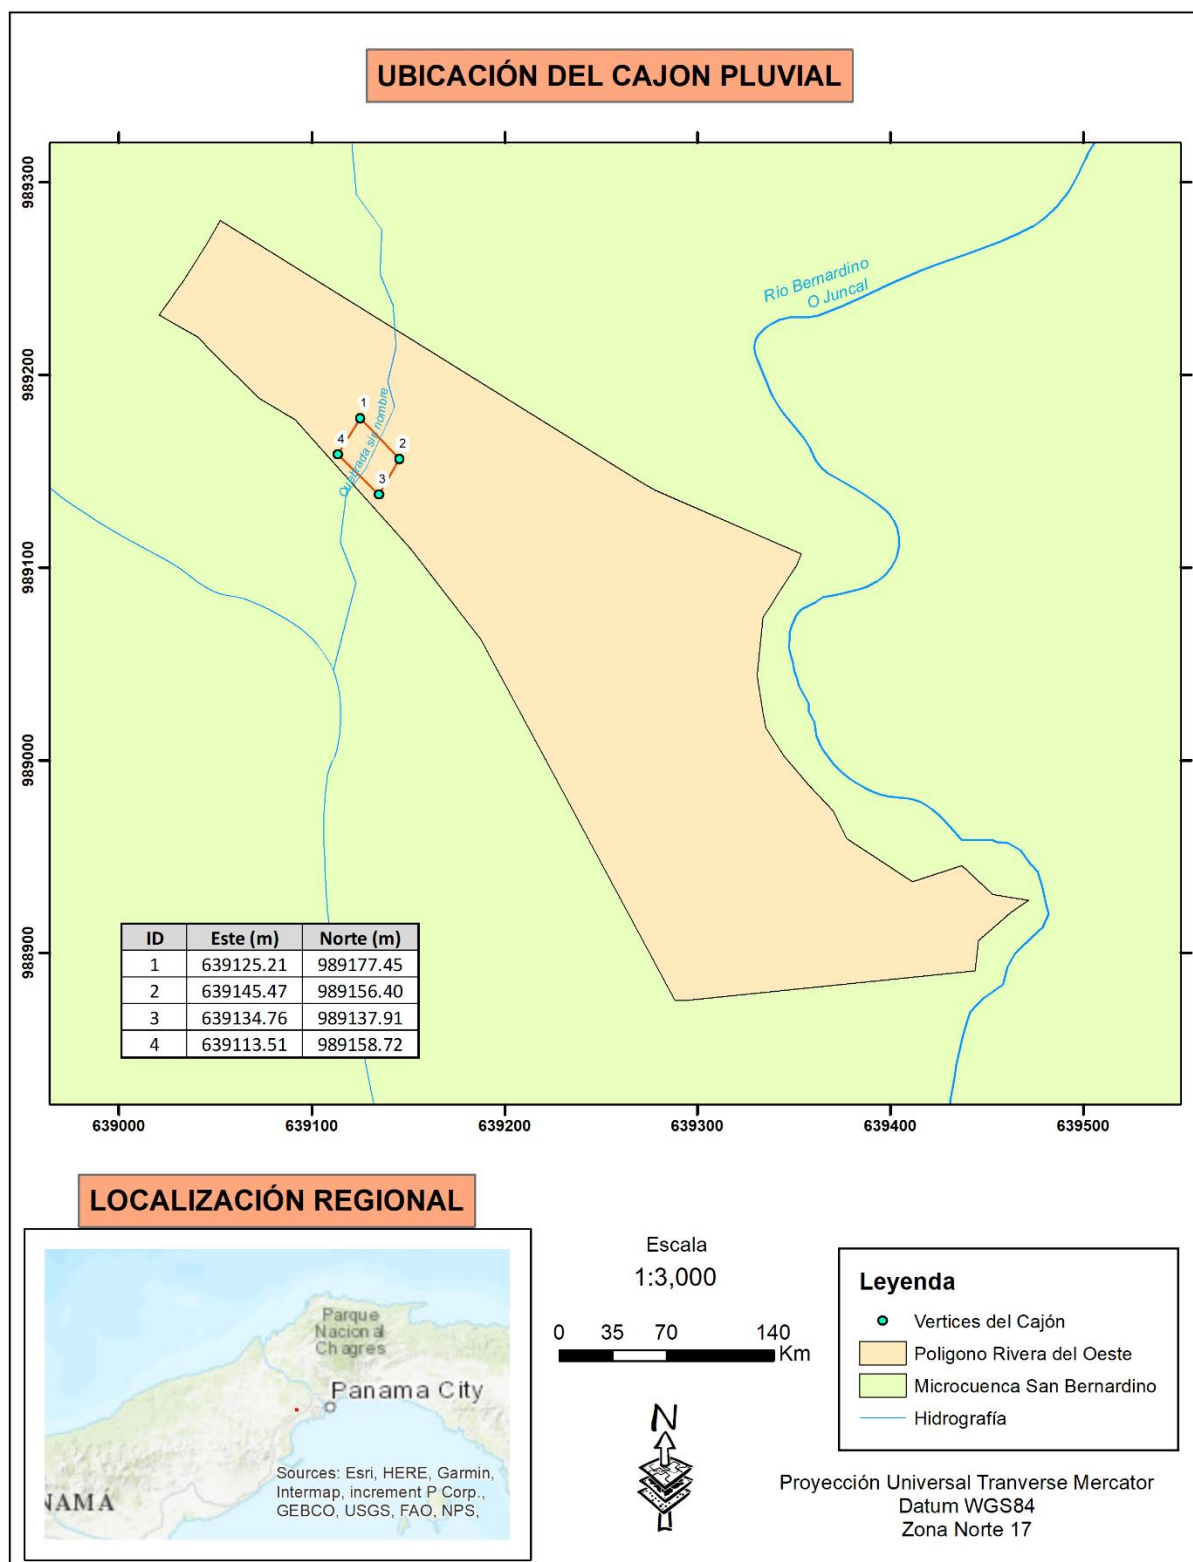 UBICACIÓN DEL CAJON PLUVIAL
989300
989200
989100
989000
988900
Río Bernardino
O Juncal
Quebrada sin nombre
1
2
3
4
ID Este (m) Norte (m)
1 639125.21 989177.45
2 639145.47 989156.40
3 639134.76 989137.91
4 639113.51 989158.72
639000 639100 639200 639300 639400 639500
LOCALIZACIÓN REGIONAL
Parque
Nacional
Chagres
Panama City
NAMÁ
Sources: Esri, HERE, Garmin,
Intermap, increment P Corp.,
GEBCO, USGS, FAO, NPS,
Escala
1:3,000
0 35 70 140
Km
N
Leyenda
Vertices del Cajón
Poligono Rivera del Oeste
Microcuenca San Bernardino
Hidrografía
Proyección Universal Tranverse Mercator
Datum WGS84
Zona Norte 17